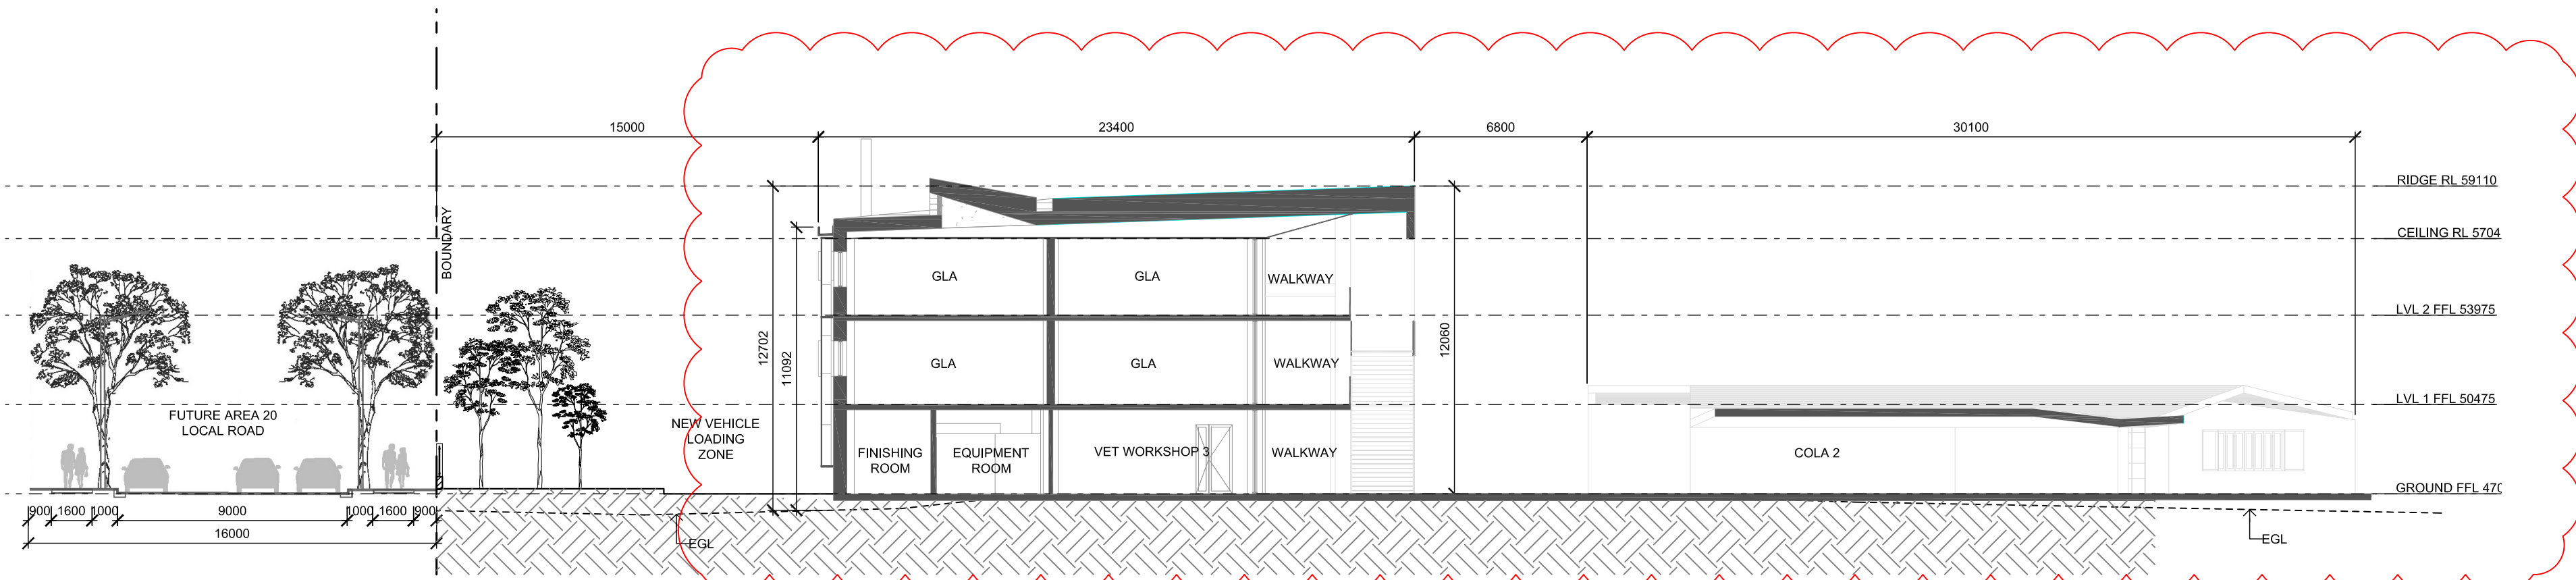 15000
23400
6800
30100
RIDGE RL 59110
BOUNDARY
CEILING RL 5704
GLA
GLA
WALKWAY
LVL 2 FFL 53975
12702
11092
12060
GLA
GLA
WALKWAY
LVL 1 FFL 50475
FUTURE AREA 20
LOCAL ROAD
NEW VEHICLE
LOADING
ZONE
FINISHING
ROOM
EQUIPMENT
ROOM
VET WORKSHOP 3
WALKWAY
COLA 2
GROUND FFL 470
900
1600
1000
9000
1000
1600
900
16000
EGL
EGL